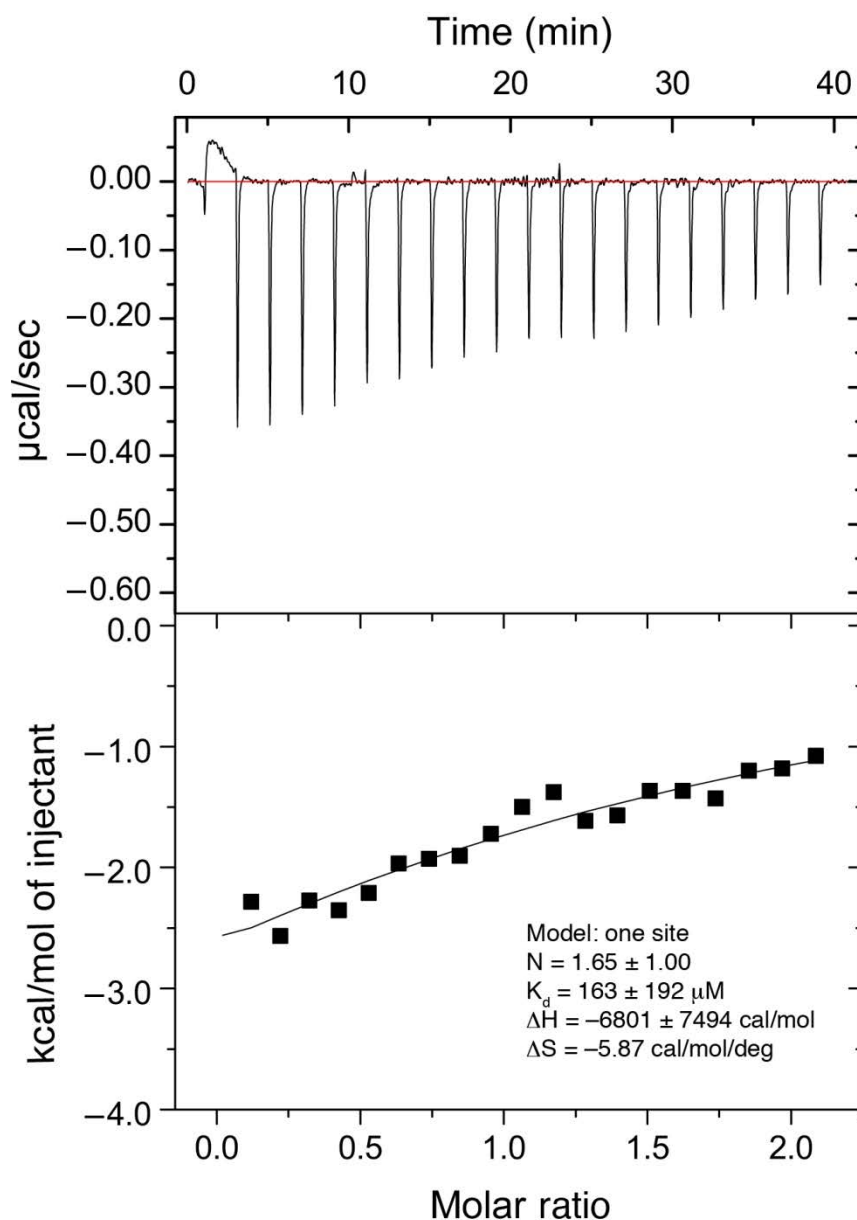 Time (min)
0 10 20 30 40
0.00
−0.10
−0.20
−0.30
−0.40
−0.50
−0.60
µcal/sec
0.0
−1.0
−2.0
−3.0
−4.0
kcal/mol of injectant
Model: one site
N = 1.65 ± 1.00
Kd = 163 ± 192 µM
ΔH = −6801 ± 7494 cal/mol
ΔS = −5.87 cal/mol/deg
0.0 0.5 1.0 1.5 2.0
Molar ratio